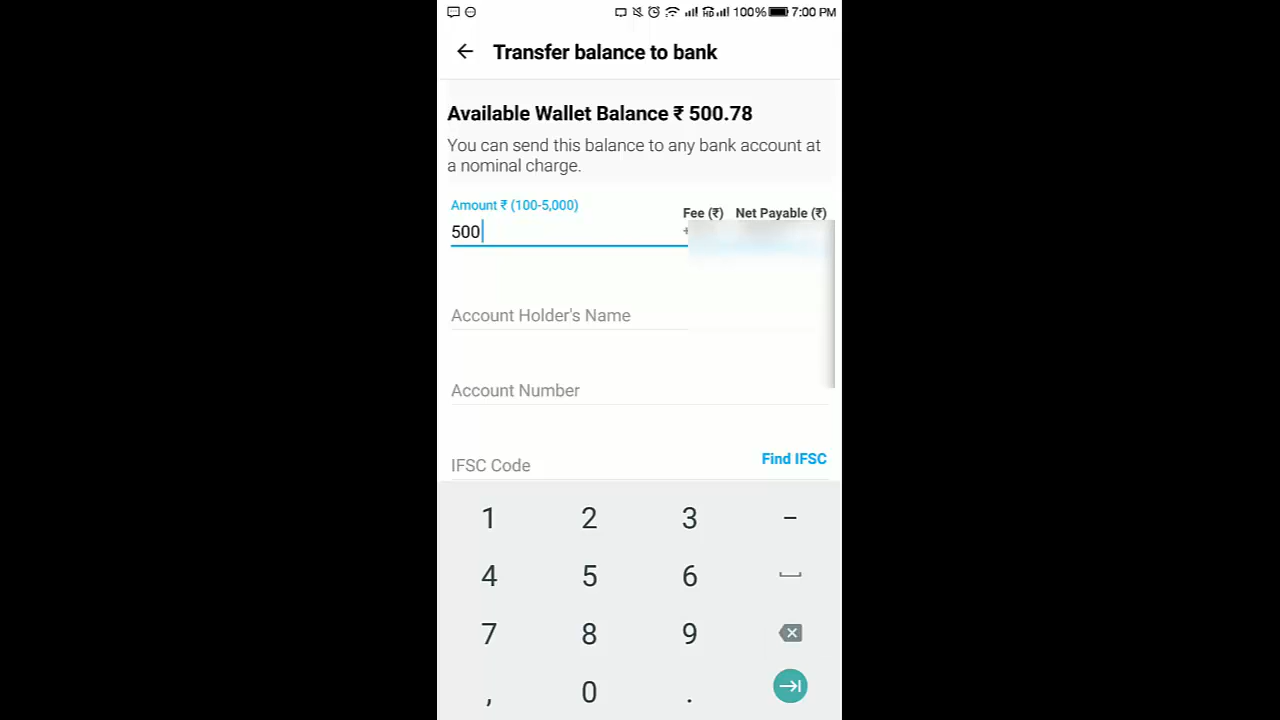 100% 7:00 PM
Transfer balance to bank
Available Wallet Balance ₹ 500.78
You can send this balance to any bank account at
a nominal charge.
Amount ₹ (100-5,000)
Fee (₹) Net Payable (₹)
500 +
Account Holder's Name
Account Number
IFSC Code Find IFSC
1 2 3 -
4 5 6
7 8 9
, 0 .